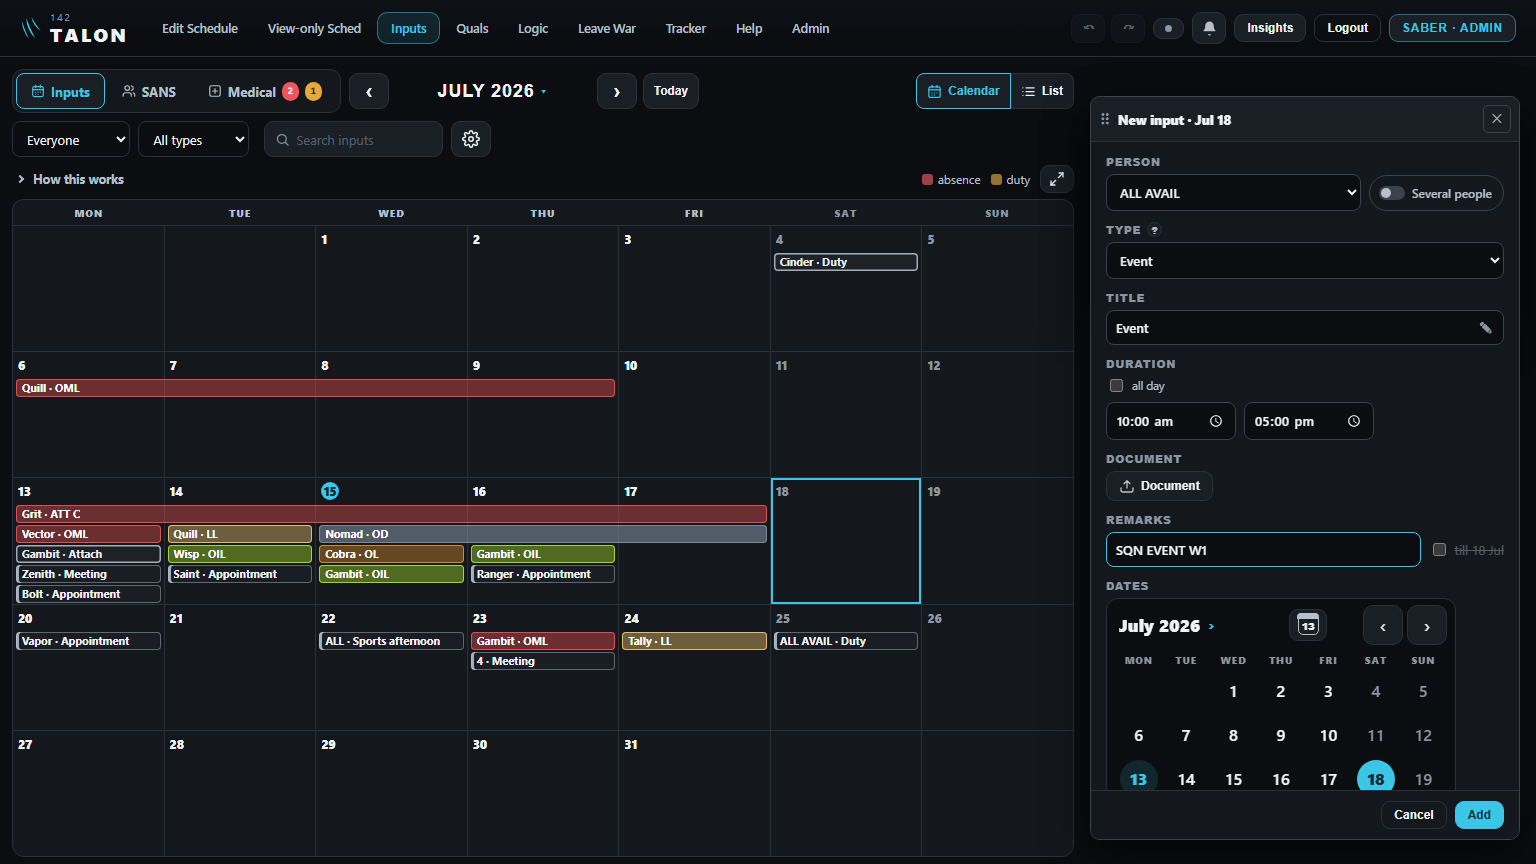 142
TALON
Edit Schedule
View-only Sched
Inputs
Quals
Logic
Leave War
Tracker
Help
Admin
Insights
Logout
SABER · ADMIN
Inputs
SANS
Medical 2 1
‹
JULY 2026
›
Today
Calendar
List
Everyone
All types
Search inputs
How this works
absence
duty
MON TUE WED THU FRI SAT SUN
1 2 3 4 5
Cinder · Duty
6 7 8 9 10 11 12
Quill · OML
13 14 15 16 17 18 19
Grit · ATT C
Vector · OML Quill · LL Nomad · OD
Gambit · Attach Wisp · OIL Cobra · OL Gambit · OIL
Zenith · Meeting Saint · Appointment Gambit · OIL Ranger · Appointment
Bolt · Appointment
20 21 22 23 24 25 26
Vapor · Appointment ALL · Sports afternoon Gambit · OML Tally · LL ALL AVAIL · Duty
4 · Meeting
27 28 29 30 31
New input · Jul 18
PERSON
ALL AVAIL
Several people
TYPE ?
Event
TITLE
Event
DURATION
all day
10:00 am 05:00 pm
DOCUMENT
Document
REMARKS
SQN EVENT W1
till 18 Jul
DATES
July 2026 ›
13
‹ ›
MON TUE WED THU FRI SAT SUN
1 2 3 4 5
6 7 8 9 10 11 12
13 14 15 16 17 18 19
Cancel
Add